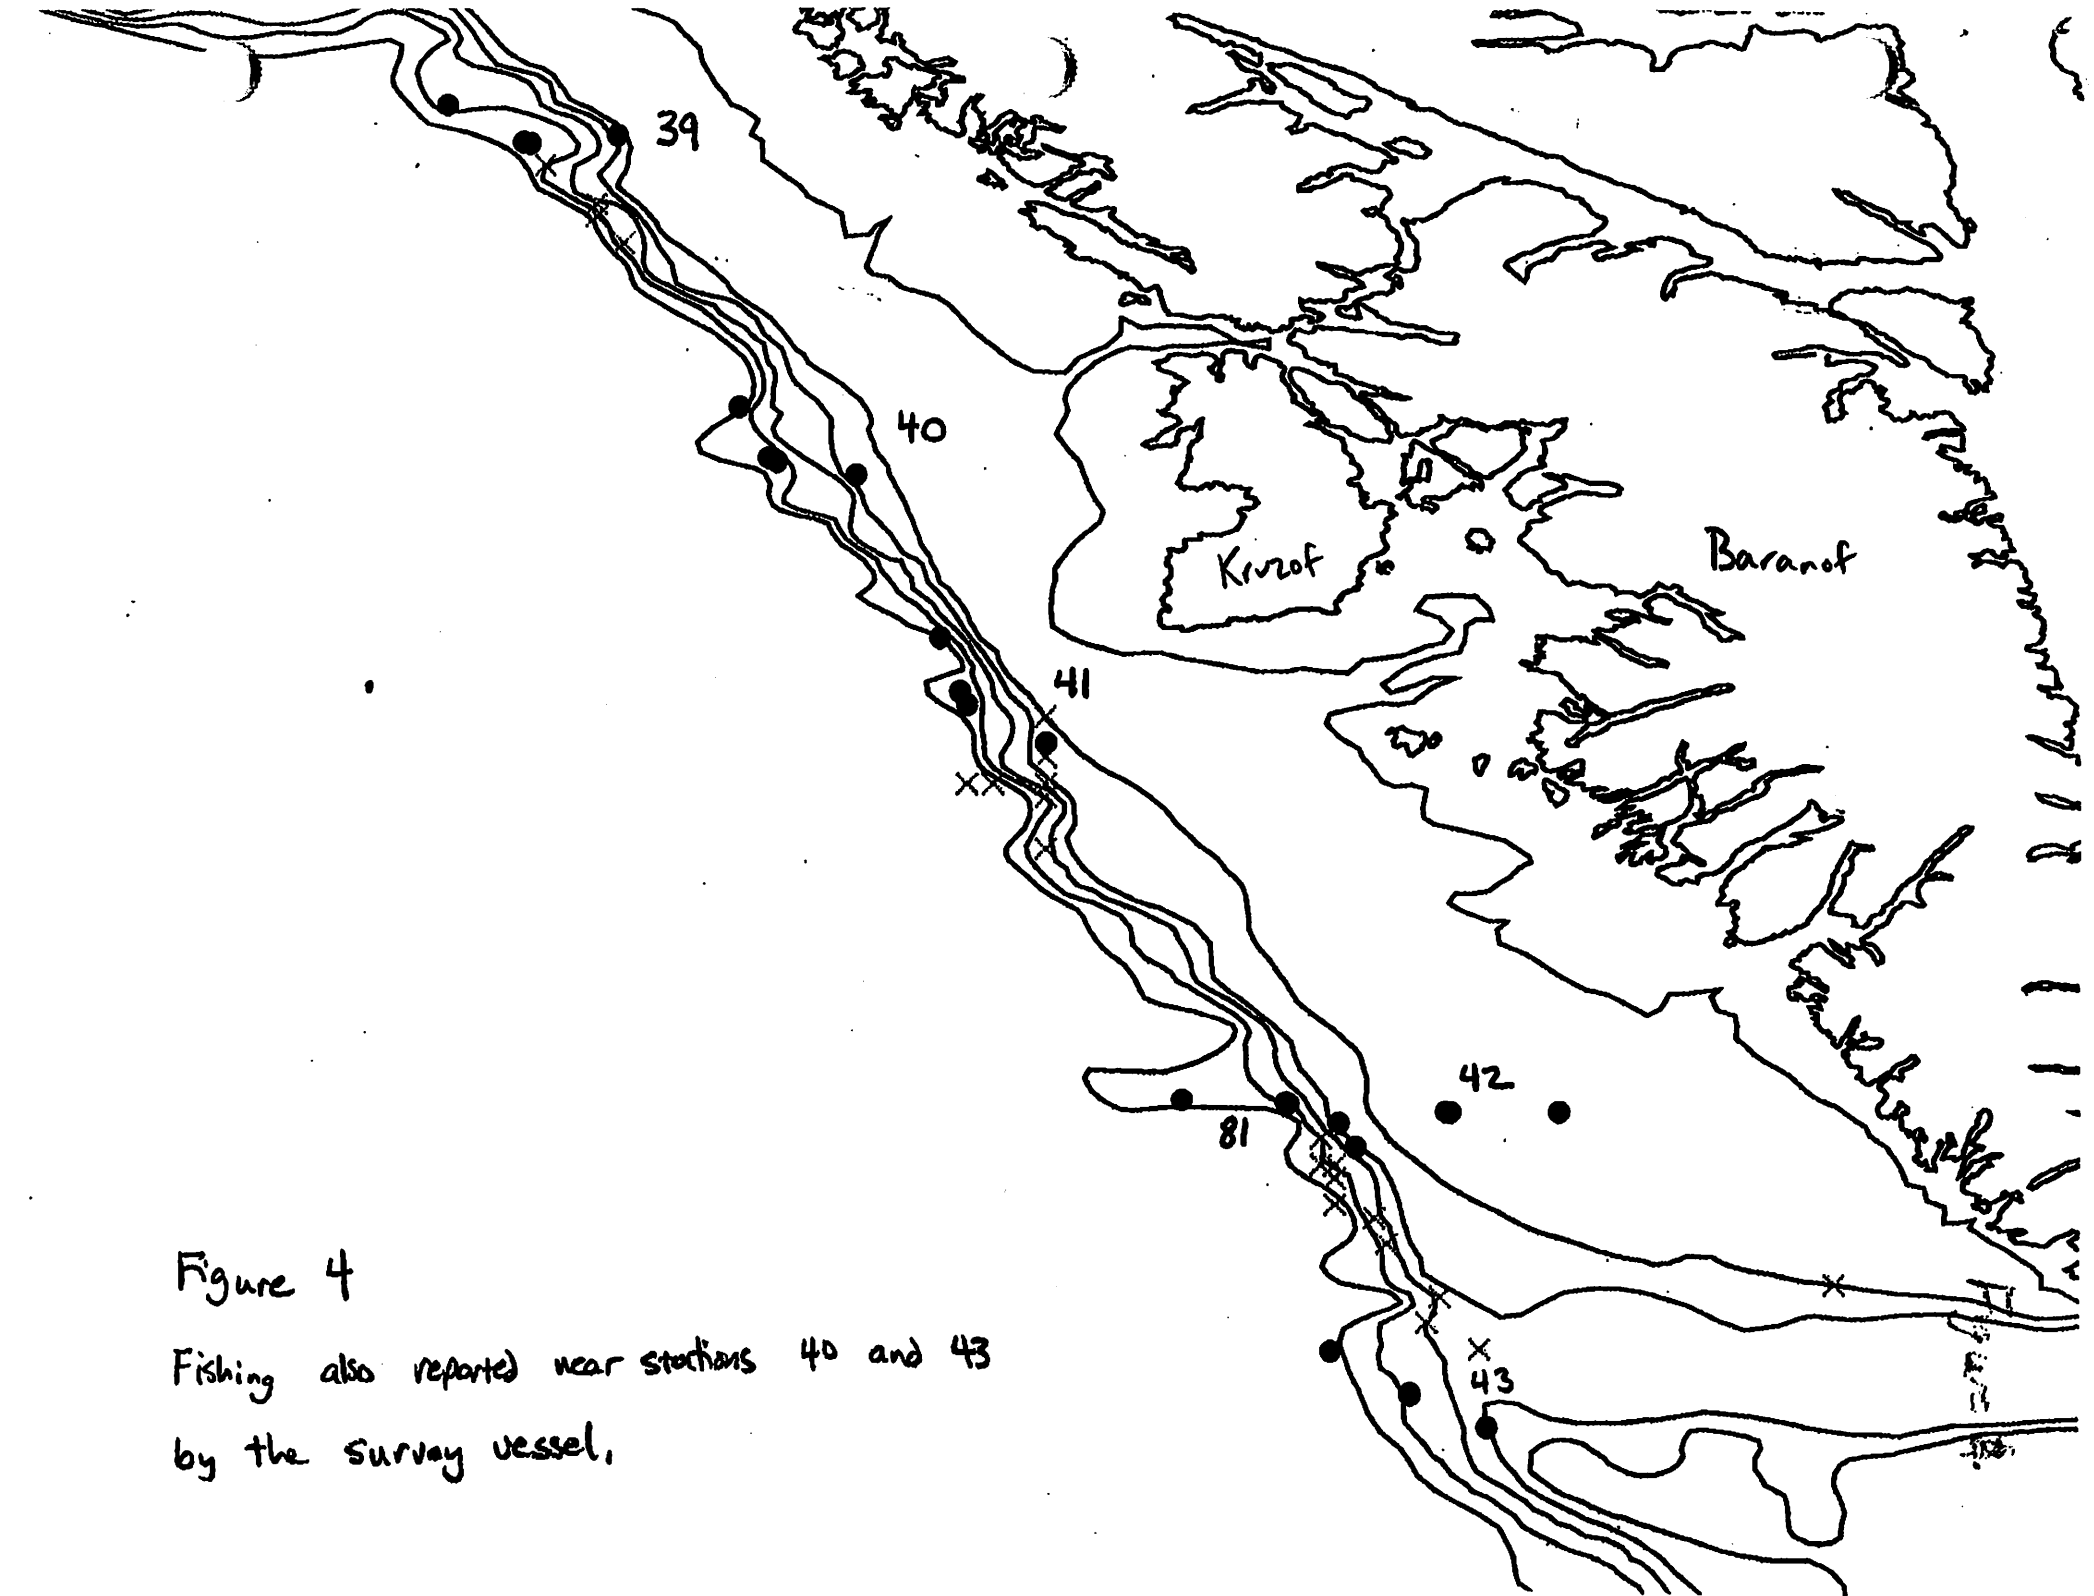 39
40
Kruzof
Baranof
41
42
81
Figure 4
Fishing also reported near stations 40 and 43
by the survey vessel.
43